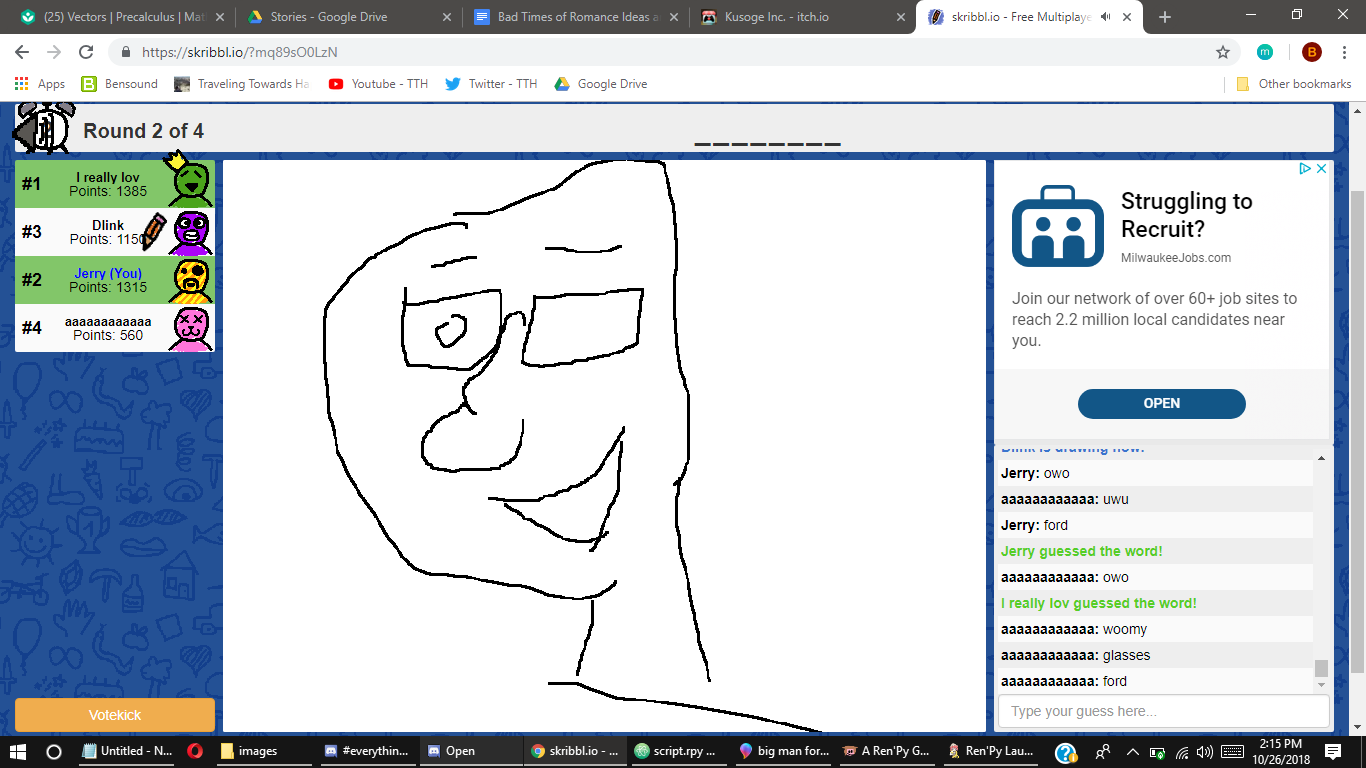 (25) Vectors | Precalculus | Mat
Stories - Google Drive
Bad Times of Romance Ideas a
Kusoge Inc. - itch.io
skribbl.io - Free Multiplaye
https://skribbl.io/?mq89sO0LzN
m
B
Apps
Bensound
Traveling Towards Ha
Youtube - TTH
Twitter - TTH
Google Drive
Other bookmarks
Round 2 of 4
________
#1
I really lov
Points: 1385
#3
Dlink
Points: 1150
#2
Jerry (You)
Points: 1315
#4
aaaaaaaaaaaa
Points: 560
Votekick
Struggling to
Recruit?
MilwaukeeJobs.com
Join our network of over 60+ job sites to
reach 2.2 million local candidates near
you.
OPEN
Dlink is drawing now!
Jerry: owo
aaaaaaaaaaaa: uwu
Jerry: ford
Jerry guessed the word!
aaaaaaaaaaaa: owo
I really lov guessed the word!
aaaaaaaaaaaa: woomy
aaaaaaaaaaaa: glasses
aaaaaaaaaaaa: ford
Type your guess here...
Untitled - N...
images
#everythin...
Open
skribbl.io - ...
script.rpy ...
big man for...
A Ren'Py G...
Ren'Py Lau...
2:15 PM
10/26/2018